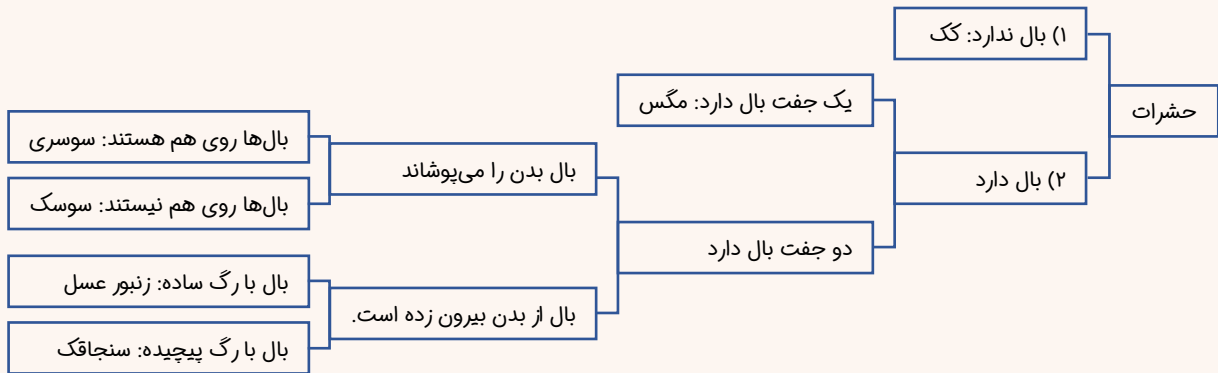 حشرات
۱) بال ندارد: کک
۲) بال دارد
یک جفت بال دارد: مگس
دو جفت بال دارد
بال بدن را می‌پوشاند
بال‌ها روی هم هستند: سوسری
بال‌ها روی هم نیستند: سوسک
بال از بدن بیرون زده است.
بال با رگ ساده: زنبور عسل
بال با رگ پیچیده: سنجاقک